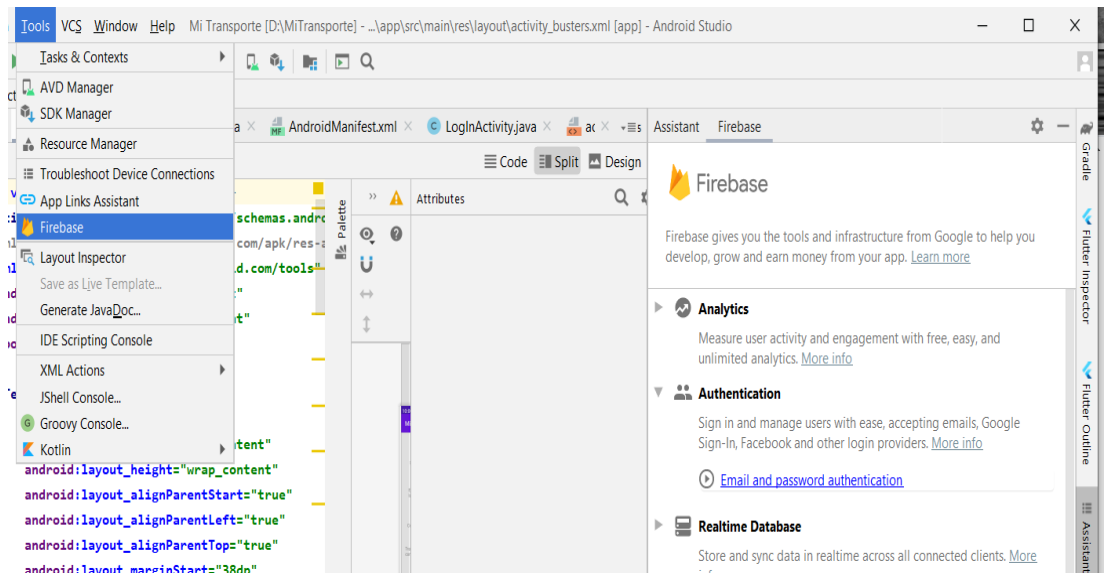 Tools VCS Window Help Mi Transporte [D:\MiTransporte] - ...\app\src\main\res\layout\activity_busters.xml [app] - Android Studio
Tasks & Contexts
AVD Manager
SDK Manager
Resource Manager
Troubleshoot Device Connections
App Links Assistant
Firebase
Layout Inspector
Save as Live Template...
Generate JavaDoc...
IDE Scripting Console
XML Actions
JShell Console...
Groovy Console...
Kotlin
AndroidManifest.xml LogInActivity.java
Code Split Design
Palette
Attributes
schemas.andro
com/apk/res-a
d.com/tools"
tent"
android:layout_height="wrap_content"
android:layout_alignParentStart="true"
android:layout_alignParentLeft="true"
android:layout_alignParentTop="true"
android:layout_marginStart="38dp"
Assistant Firebase
Firebase
Firebase gives you the tools and infrastructure from Google to help you
develop, grow and earn money from your app. Learn more
Analytics
Measure user activity and engagement with free, easy, and
unlimited analytics. More info
Authentication
Sign in and manage users with ease, accepting emails, Google
Sign-In, Facebook and other login providers. More info
Email and password authentication
Realtime Database
Store and sync data in realtime across all connected clients. More
Gradle
Flutter Inspector
Flutter Outline
Assistant